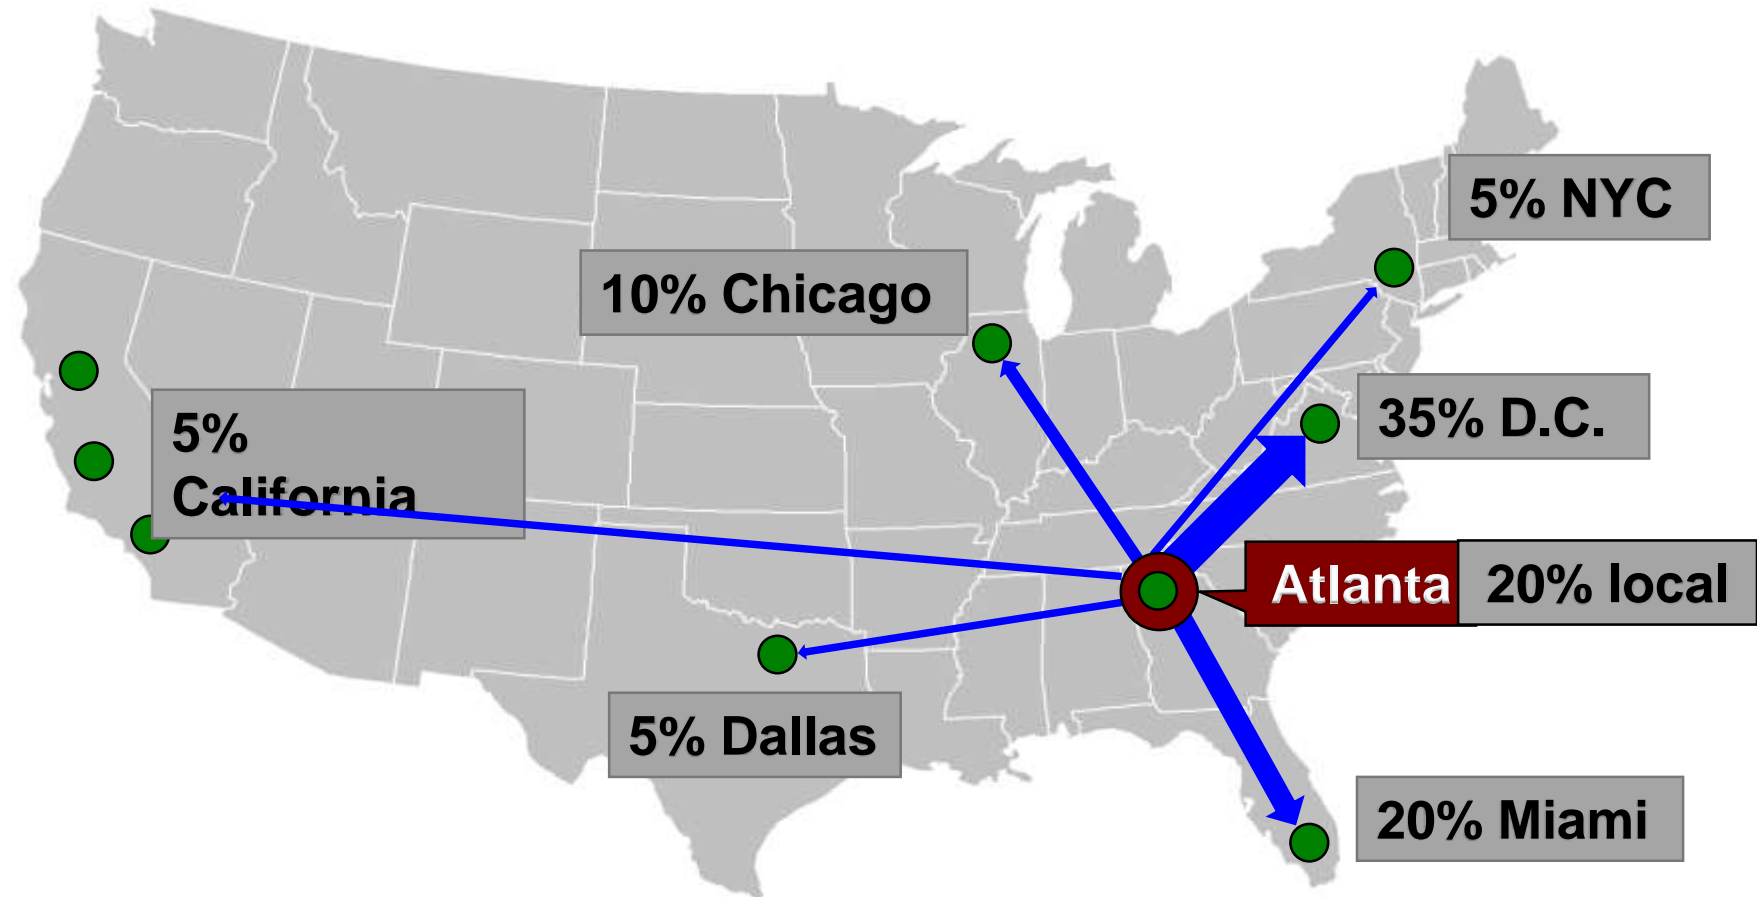 5% NYC
10% Chicago
35% D.C.
5%
California
Atlanta
20% local
5% Dallas
20% Miami